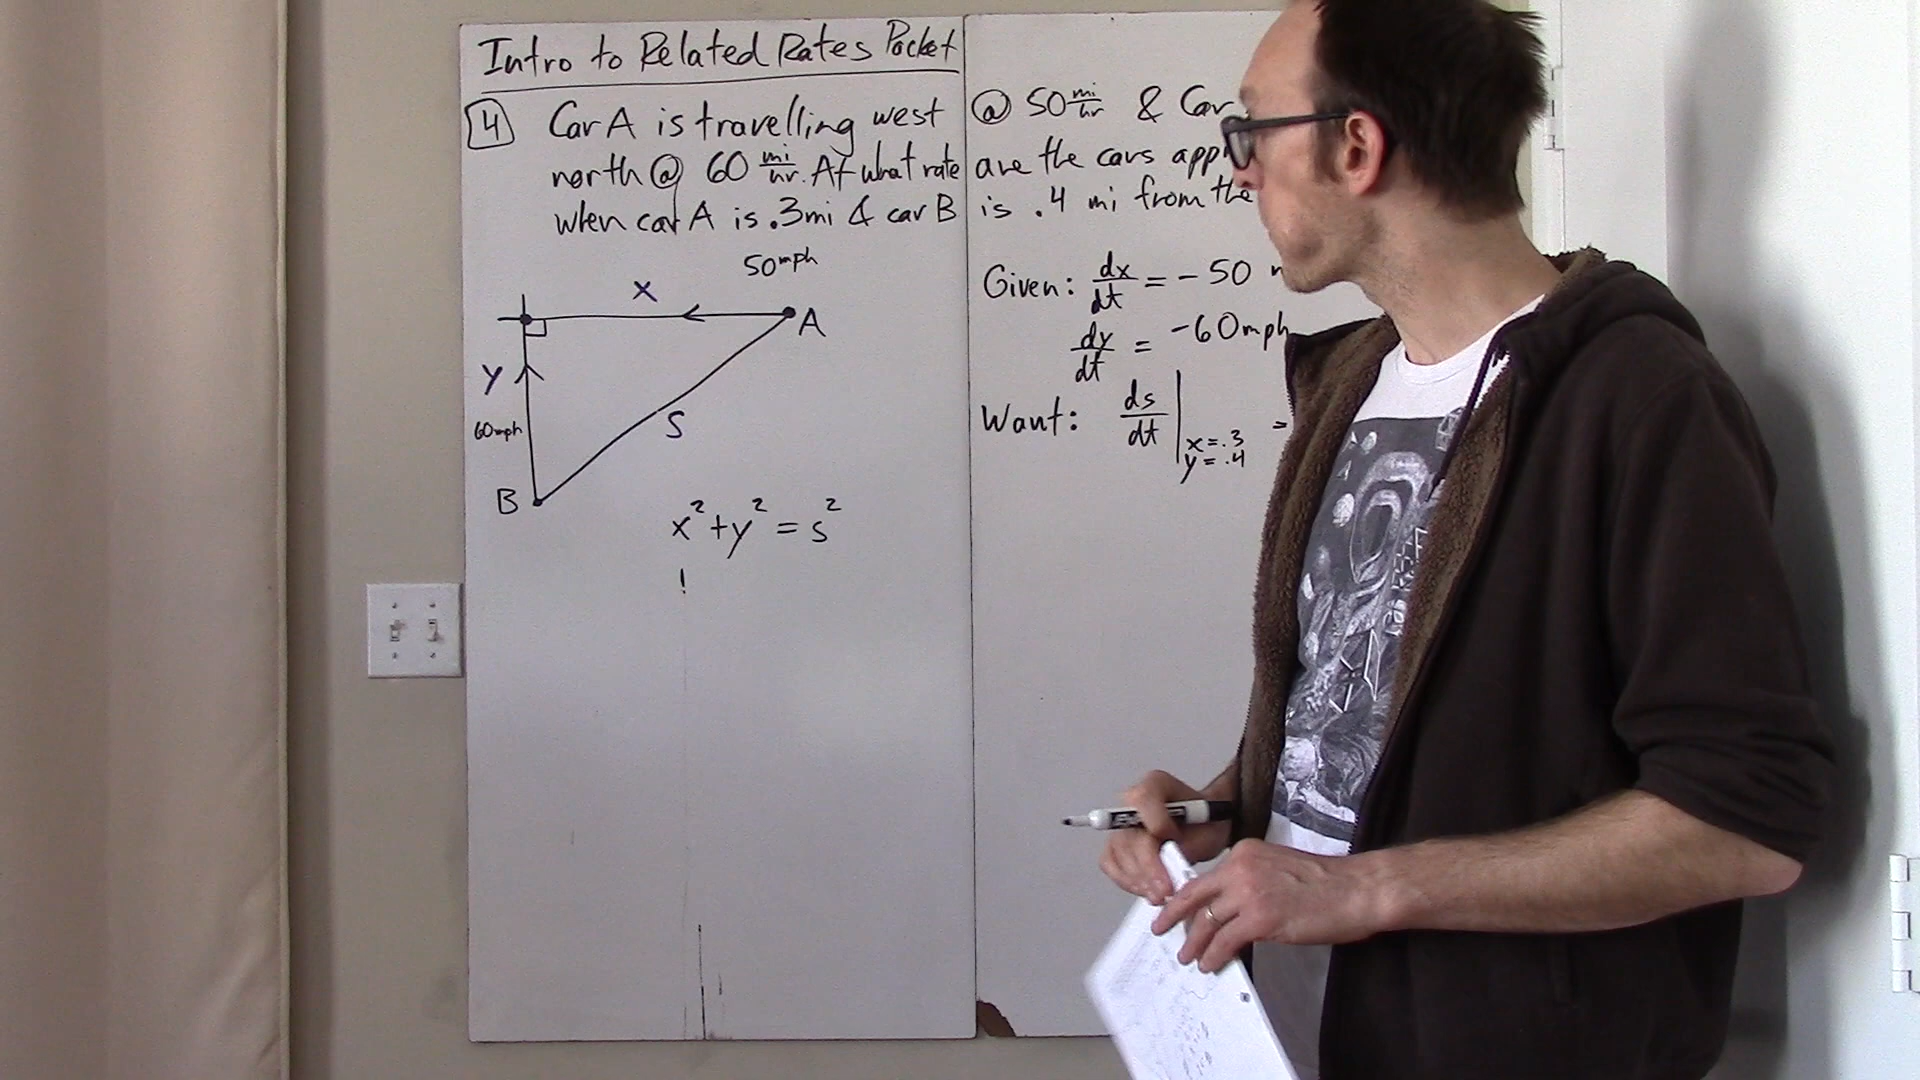 Intro to Related Rates Packet
4 Car A is travelling west @ 50 mi/hr & Car
north @ 60 mi/hr. At what rate are the cars
when car A is .3mi & car B is .4 mi from the
50mph
x
A
y
60mph
S
B
x²+y² = s²
Given: dx/dt = -50
dy/dt = -60mph
Want: ds/dt | x=.3 y=.4 =